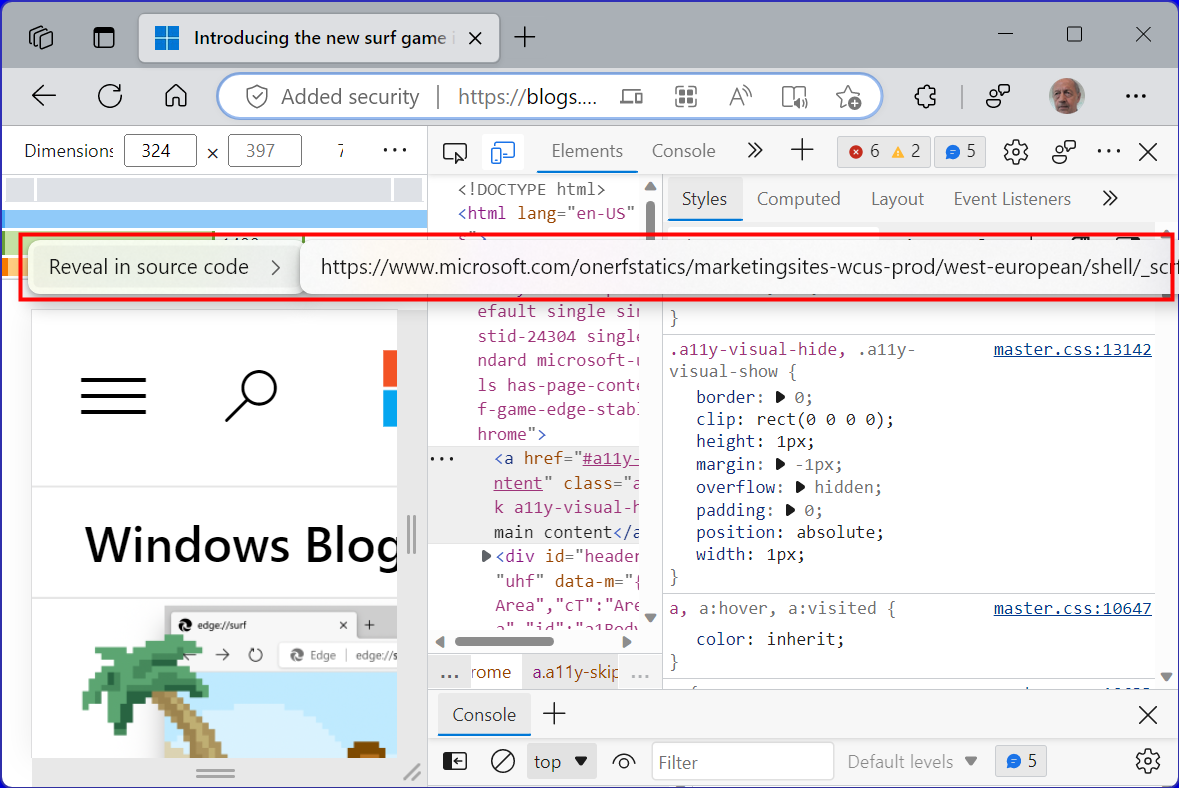 Introducing the new surf game i
Added security
https://blogs....
Dimensions
324
×
397
7
Elements
Console
6
2
5
<!DOCTYPE html>
<html lang="en-US"
Styles
Computed
Layout
Event Listeners
Reveal in source code
https://www.microsoft.com/onerfstatics/marketingsites-wcus-prod/west-european/shell/_scrf
efault single sin
stid-24304 single
ndard microsoft-u
ls has-page-conte
f-game-edge-stabl
hrome">
... <a href="#a11y-
ntent" class="a
k a11y-visual-h
main content</a
<div id="header
"uhf" data-m="{
Area","cT":"Are
a","id":"a1Body
... rome
a.a11y-skip
...
}
.a11y-visual-hide, .a11y-
visual-show {
master.css:13142
border: 0;
clip: rect(0 0 0 0);
height: 1px;
margin: -1px;
overflow: hidden;
padding: 0;
position: absolute;
width: 1px;
}
a, a:hover, a:visited {
master.css:10647
color: inherit;
}
Windows Blog
edge://surf
Edge
edge://s
Console
top
Filter
Default levels
5